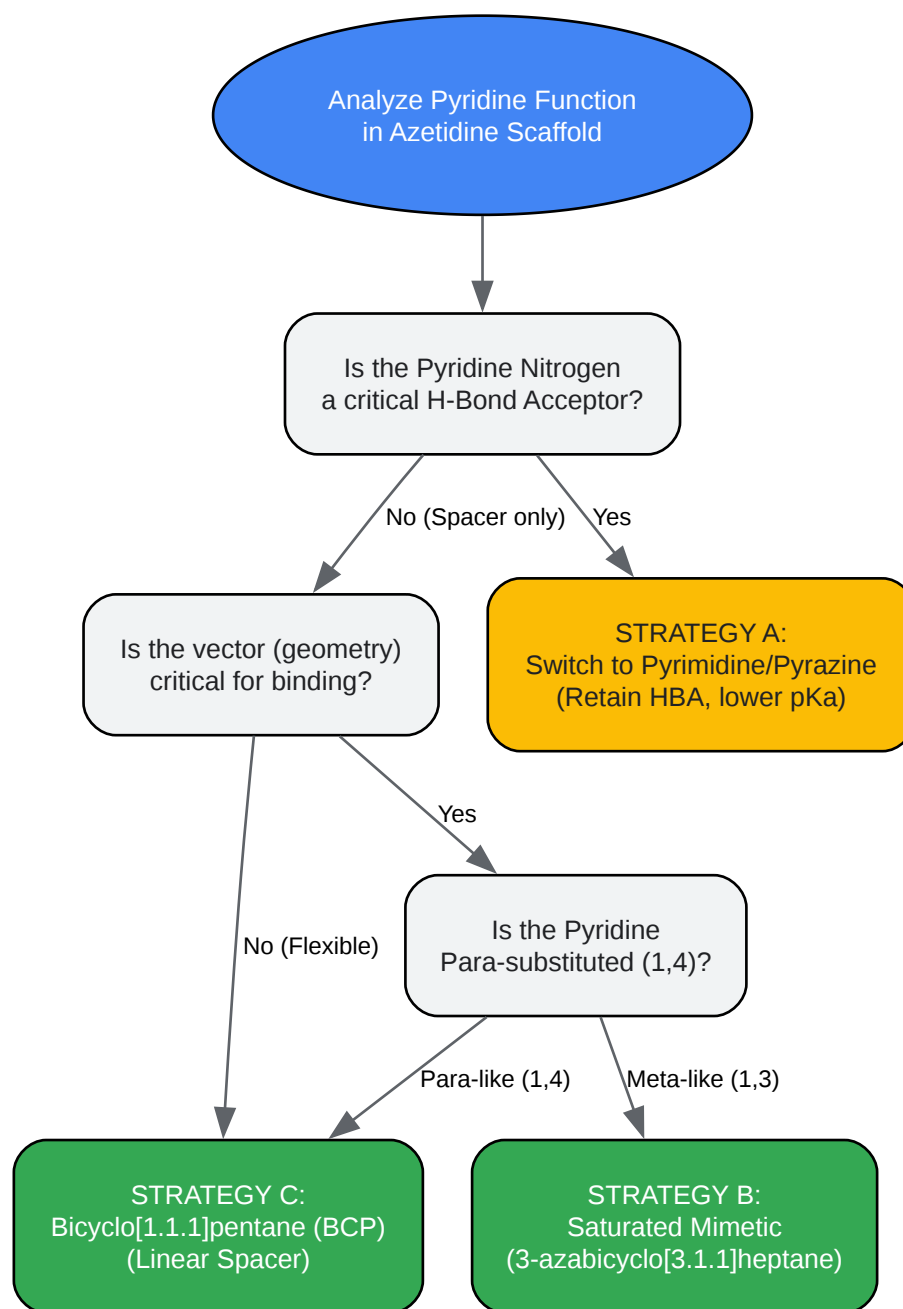 Analyze Pyridine Function
in Azetidine Scaffold
Is the Pyridine Nitrogen
a critical H-Bond Acceptor?
No (Spacer only)
Yes
Is the vector (geometry)
critical for binding?
STRATEGY A:
Switch to Pyrimidine/Pyrazine
(Retain HBA, lower pKa)
Yes
No (Flexible)
Is the Pyridine
Para-substituted (1,4)?
Para-like (1,4)
Meta-like (1,3)
STRATEGY C:
Bicyclo[1.1.1]pentane (BCP)
(Linear Spacer)
STRATEGY B:
Saturated Mimetic
(3-azabicyclo[3.1.1]heptane)